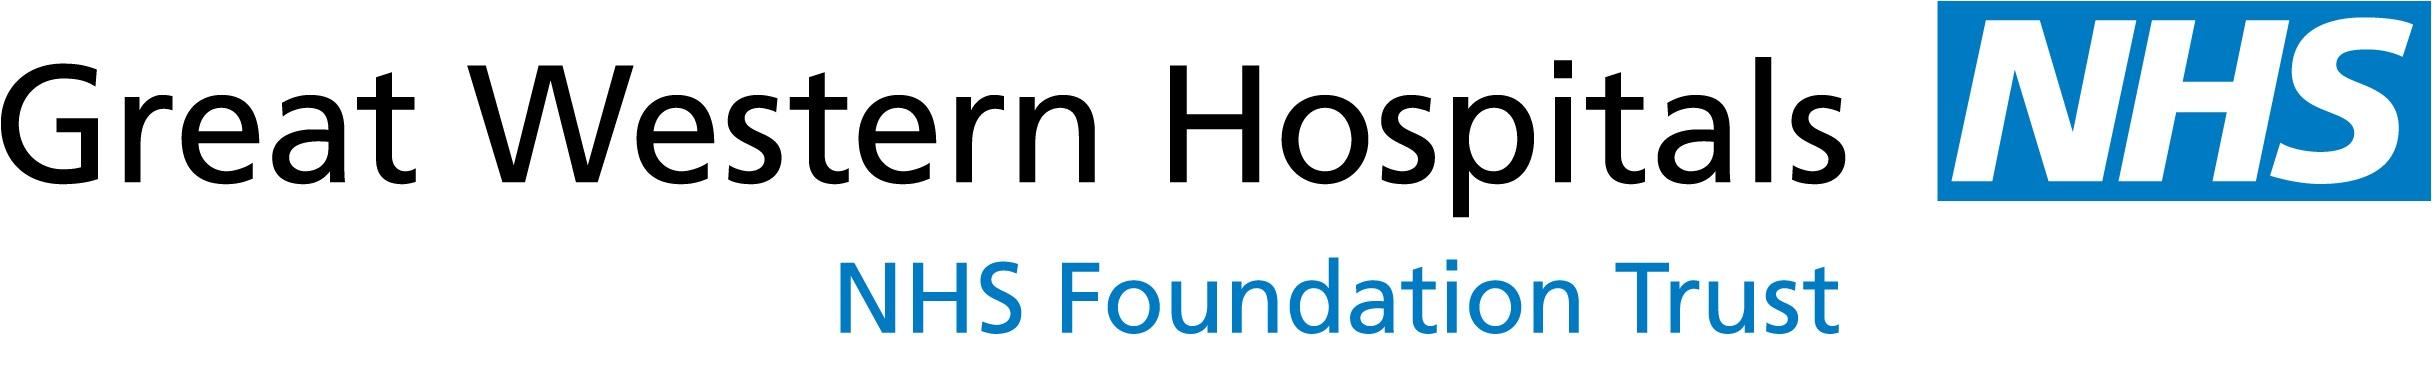 Great Western Hospitals NHS
NHS Foundation Trust